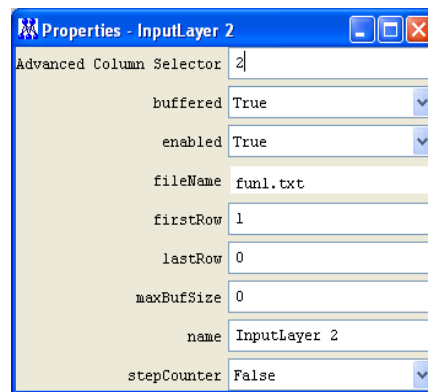 Properties - InputLayer 2
Advanced Column Selector 2
buffered True
enabled True
fileName fun1.txt
firstRow 1
lastRow 0
maxBufSize 0
name InputLayer 2
stepCounter False